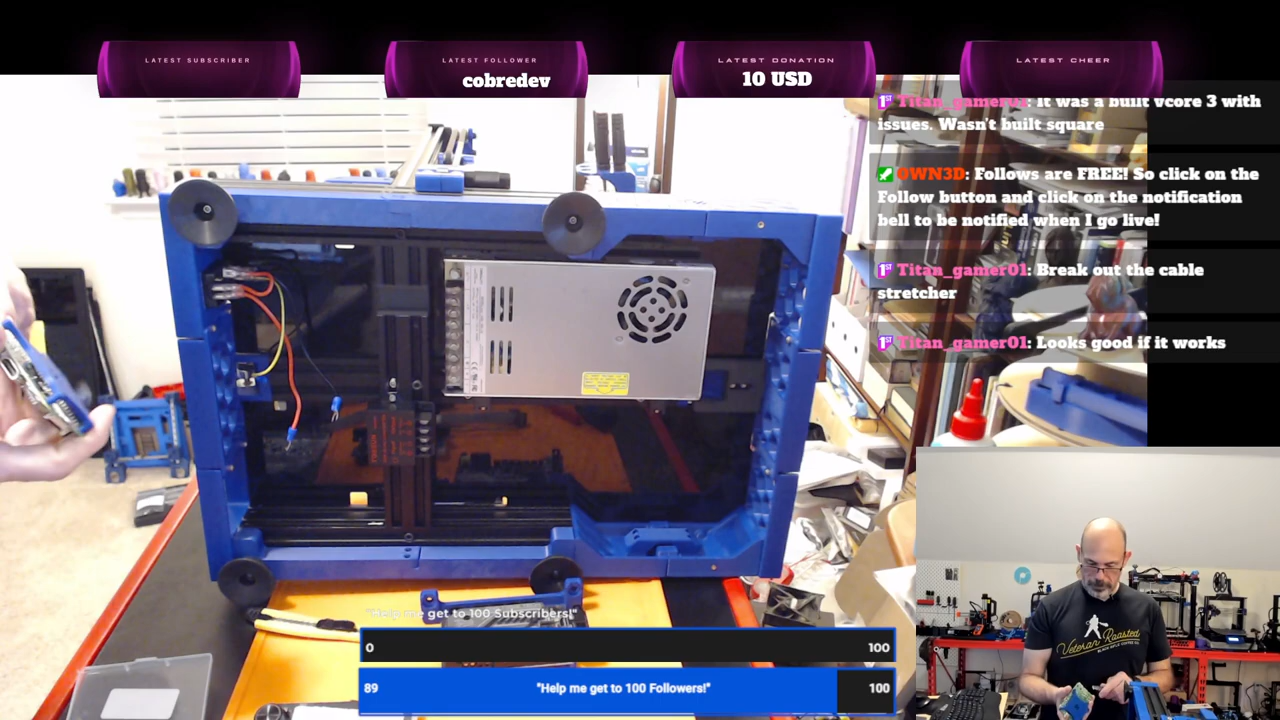 LATEST SUBSCRIBER
LATEST FOLLOWER
cobredev
LATEST DONATION
10 USD
LATEST CHEER
Titan_gamer01: It was a built vcore 3 with
issues. Wasn't built square
OWN3D: Follows are FREE! So click on the
Follow button and click on the notification
bell to be notified when I go live!
Titan_gamer01: Break out the cable
stretcher
Titan_gamer01: Looks good if it works
"Help me get to 100 Subscribers!"
0
100
89
"Help me get to 100 Followers!"
100
Veteran Roasted